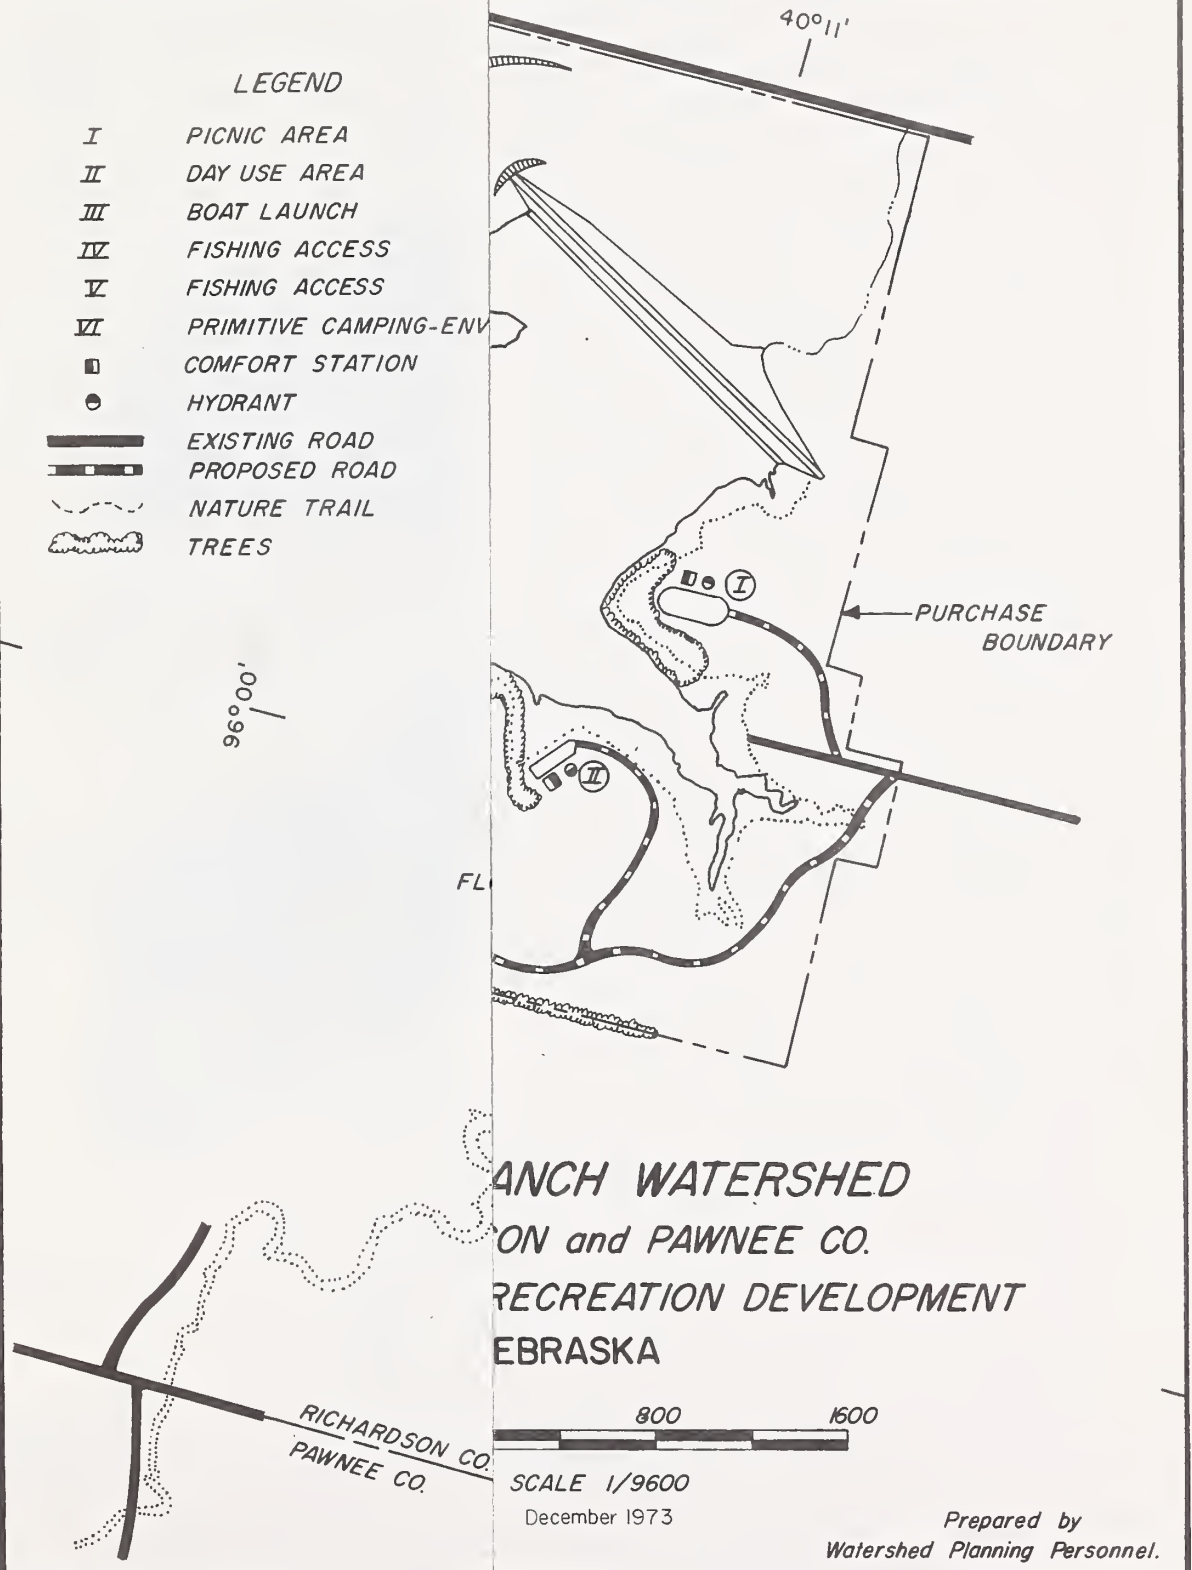 40°11'
LEGEND
I PICNIC AREA
II DAY USE AREA
III BOAT LAUNCH
IV FISHING ACCESS
V FISHING ACCESS
VI PRIMITIVE CAMPING-ENV
COMFORT STATION
HYDRANT
EXISTING ROAD
PROPOSED ROAD
NATURE TRAIL
TREES
I
PURCHASE
BOUNDARY
96°00'
II
FL
ANCH WATERSHED
ON and PAWNEE CO.
RECREATION DEVELOPMENT
EBRASKA
RICHARDSON CO.
PAWNEE CO.
800 1600
SCALE 1/9600
December 1973
Prepared by
Watershed Planning Personnel.